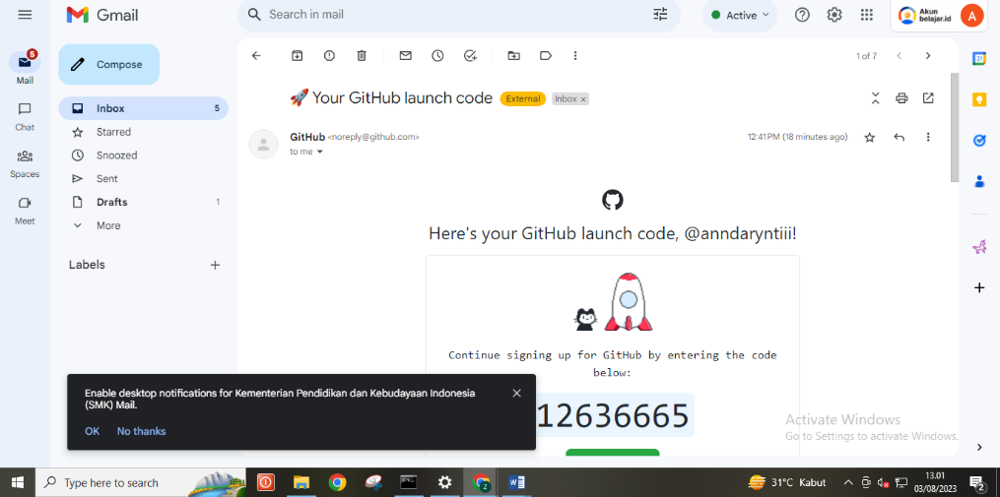 Gmail
Search in mail
Active
Akun
belajar.id
A
5
Mail
Compose
1 of 7
31
Inbox 5
Starred
Snoozed
Sent
Drafts 1
More
Labels
Chat
Spaces
Meet
🚀 Your GitHub launch code External Inbox ×
GitHub <noreply@github.com>
12:41 PM (18 minutes ago)
to me
Here's your GitHub launch code, @anndaryntiii!
Continue signing up for GitHub by entering the code
below:
12636665
Enable desktop notifications for Kementerian Pendidikan dan Kebudayaan Indonesia
(SMK) Mail.
OK No thanks
Activate Windows
Go to Settings to activate Windows.
Type here to search
31°C Kabut
13.01
03/08/2023
2